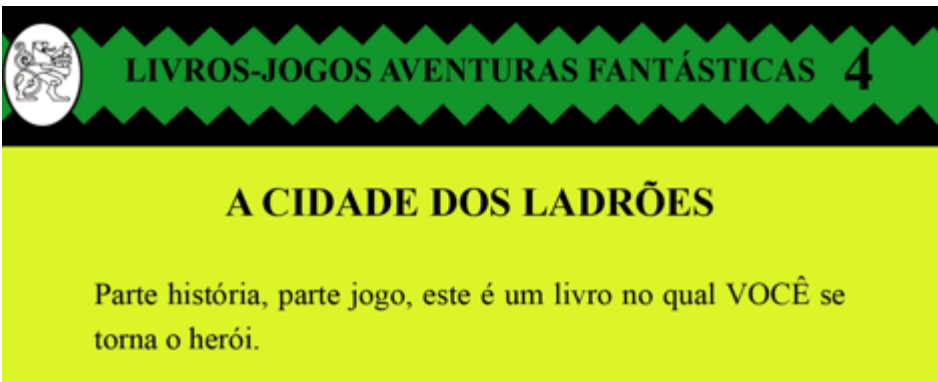 LIVROS-JOGOS AVENTURAS FANTÁSTICAS 4
A CIDADE DOS LADRÕES
Parte história, parte jogo, este é um livro no qual VOCÊ se
torna o herói.